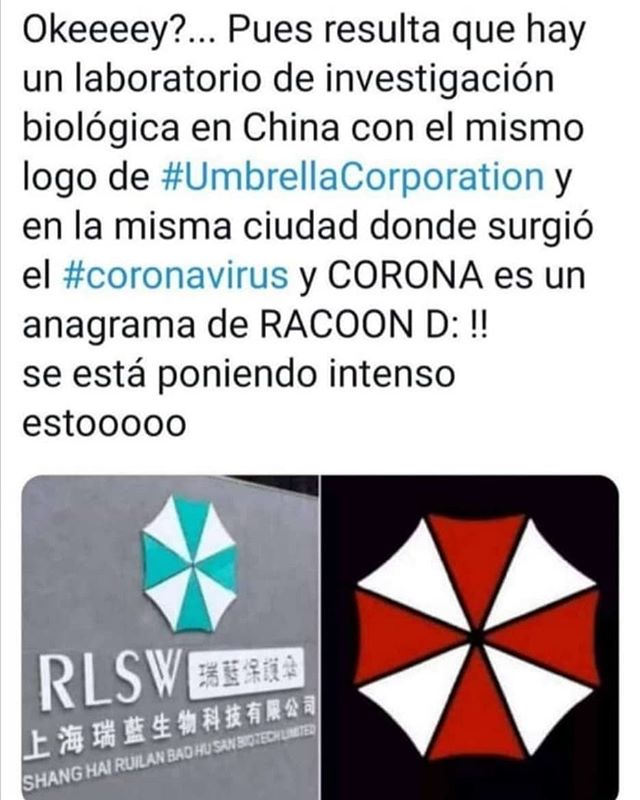 Okeeeey?... Pues resulta que hay
un laboratorio de investigación
biológica en China con el mismo
logo de #UmbrellaCorporation y
en la misma ciudad donde surgió
el #coronavirus y CORONA es un
anagrama de RACOON D: !!
se está poniendo intenso
estooooo
RLSW 瑞藍保護傘
上海瑞藍生物科技有限公司
SHANG HAI RUILAN BAO HU SAN BIOTECH LIMITED